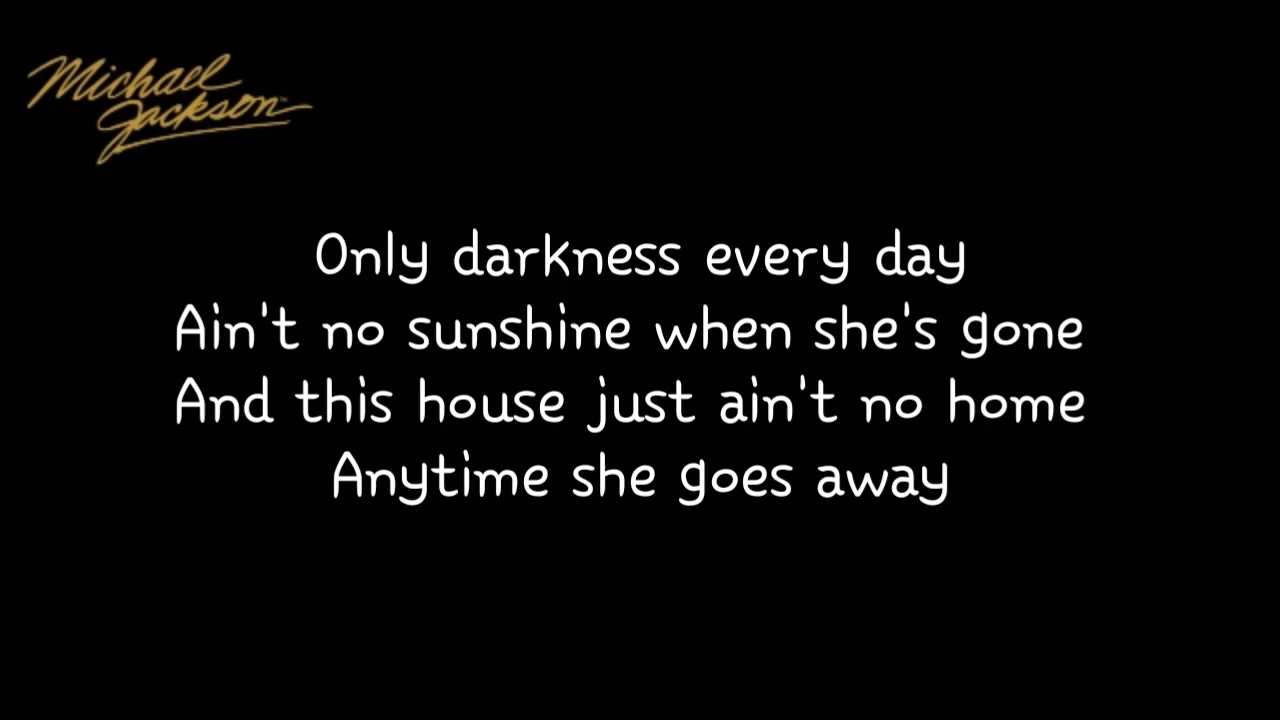 Michael
Jackson
Only darkness every day
Ain't no sunshine when she's gone
And this house just ain't no home
Anytime she goes away